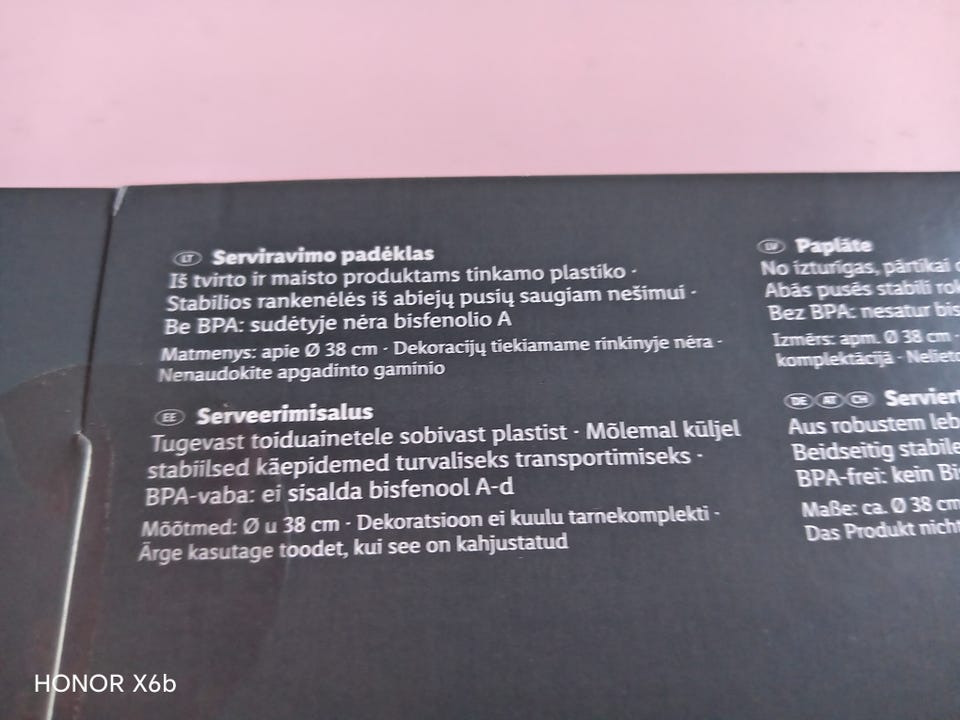 LT Serviravimo padėklas
Iš tvirto ir maisto produktams tinkamo plastiko ·
Stabilios rankenėlės iš abiejų pusių saugiam nešimui ·
Be BPA: sudėtyje nėra bisfenolio A
Matmenys: apie Ø 38 cm · Dekoracijų tiekiamame rinkinyje nėra ·
Nenaudokite apgadinto gaminio
EE Serveerimisalus
Tugevast toiduainetele sobivast plastist · Mõlemal küljel
stabiilsed käepidemed turvaliseks transportimiseks ·
BPA-vaba: ei sisalda bisfenool A-d
Mõõtmed: Ø u 38 cm · Dekoratsioon ei kuulu tarnekomplekti ·
Ärge kasutage toodet, kui see on kahjustatud
LV Paplāte
No izturīgas, pārtikai
Abās pusēs stabili
Bez BPA: nesatur
Izmērs: apm. Ø 38 cm ·
komplektācijā ·
DE AT CH
Aus robustem
Beidseitig stabile
BPA-frei: kein
Maße: ca. Ø 38 cm
Das Produkt nicht
HONOR X6b